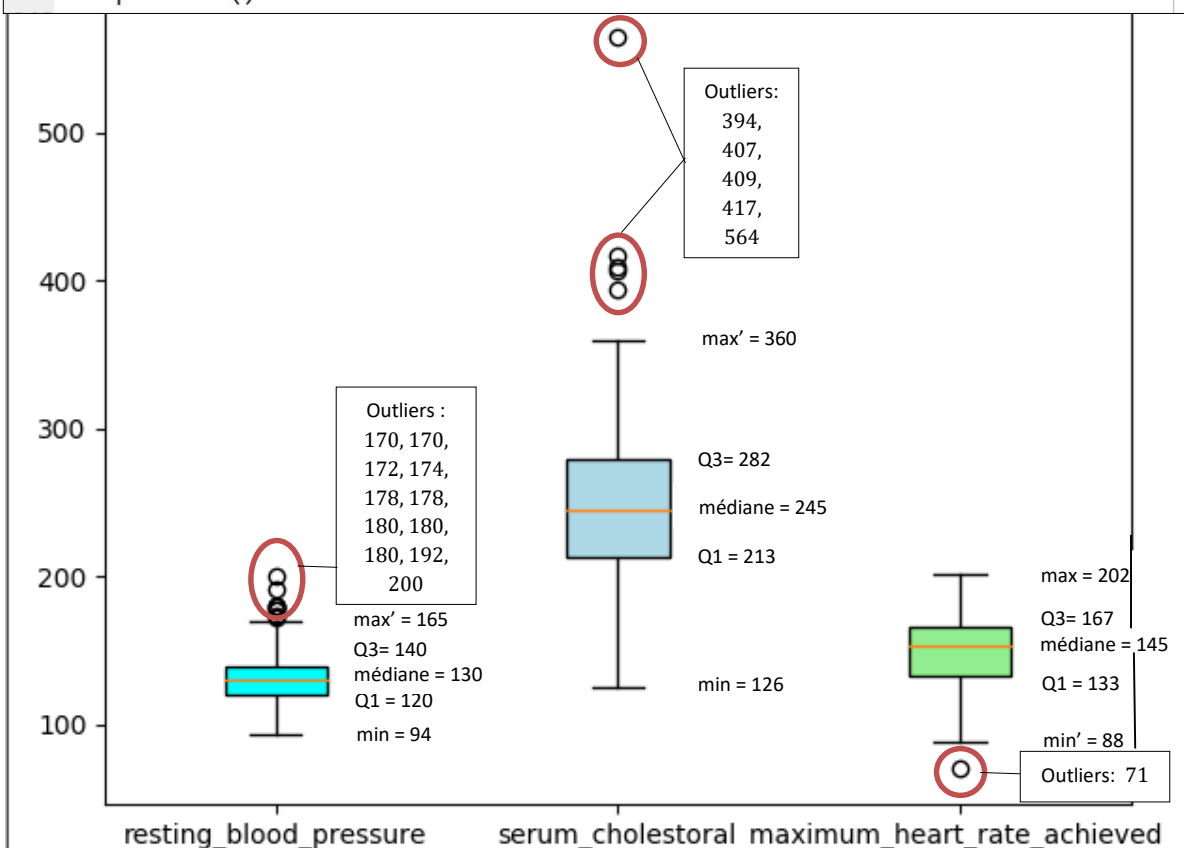 500
400
300
200
100
Outliers:
394,
407,
409,
417,
564
max’ = 360
Q3= 282
médiane = 245
Q1 = 213
min = 126
Outliers :
170, 170,
172, 174,
178, 178,
180, 180,
180, 192,
200
max’ = 165
Q3= 140
médiane = 130
Q1 = 120
min = 94
max = 202
Q3= 167
médiane = 145
Q1 = 133
min’ = 88
Outliers: 71
resting_blood_pressure serum_cholestoral maximum_heart_rate_achieved